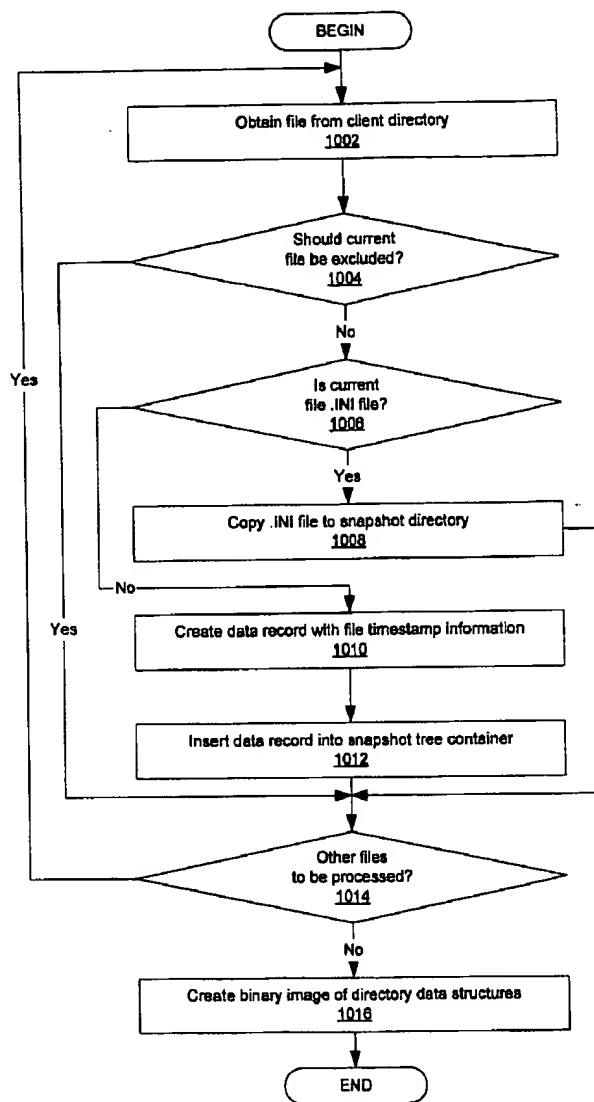 BEGIN
Obtain file from client directory
1002
Should current
file be excluded?
1004
No
Yes
Is current
file .INI file?
1006
Yes
Copy .INI file to snapshot directory
1008
No
Yes
Create data record with file timestamp information
1010
Insert data record into snapshot tree container
1012
Other files
to be processed?
1014
No
Create binary image of directory data structures
1016
END